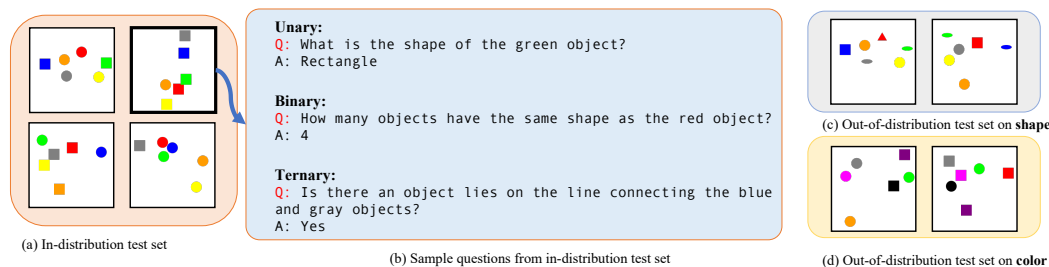 Unary:
Q: What is the shape of the green object?
A: Rectangle
Binary:
Q: How many objects have the same shape as the red object?
A: 4
Ternary:
Q: Is there an object lies on the line connecting the blue
and gray objects?
A: Yes
(a) In-distribution test set
(b) Sample questions from in-distribution test set
(c) Out-of-distribution test set on shape
(d) Out-of-distribution test set on color